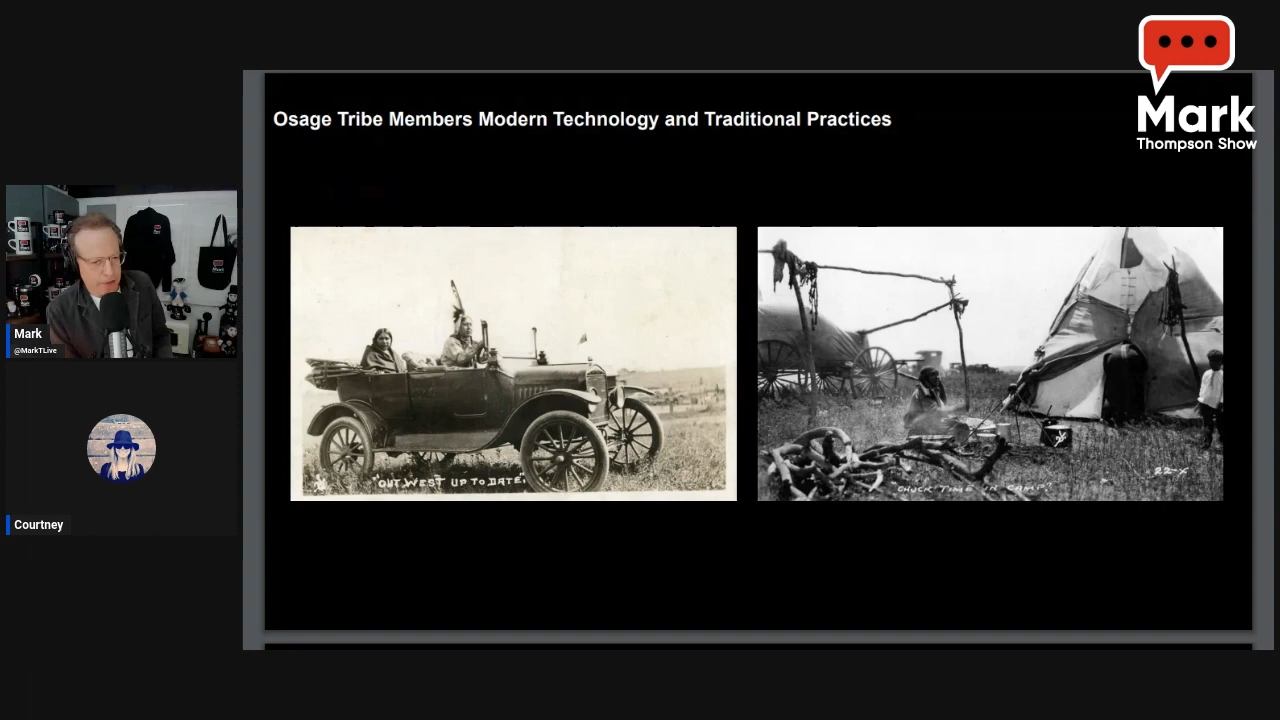 Mark
Thompson Show
Osage Tribe Members Modern Technology and Traditional Practices
Mark
@MarkTLive
Courtney
"OUT WEST UP TO DATE.
22-X
"CHUCK TIME IN CAMP"